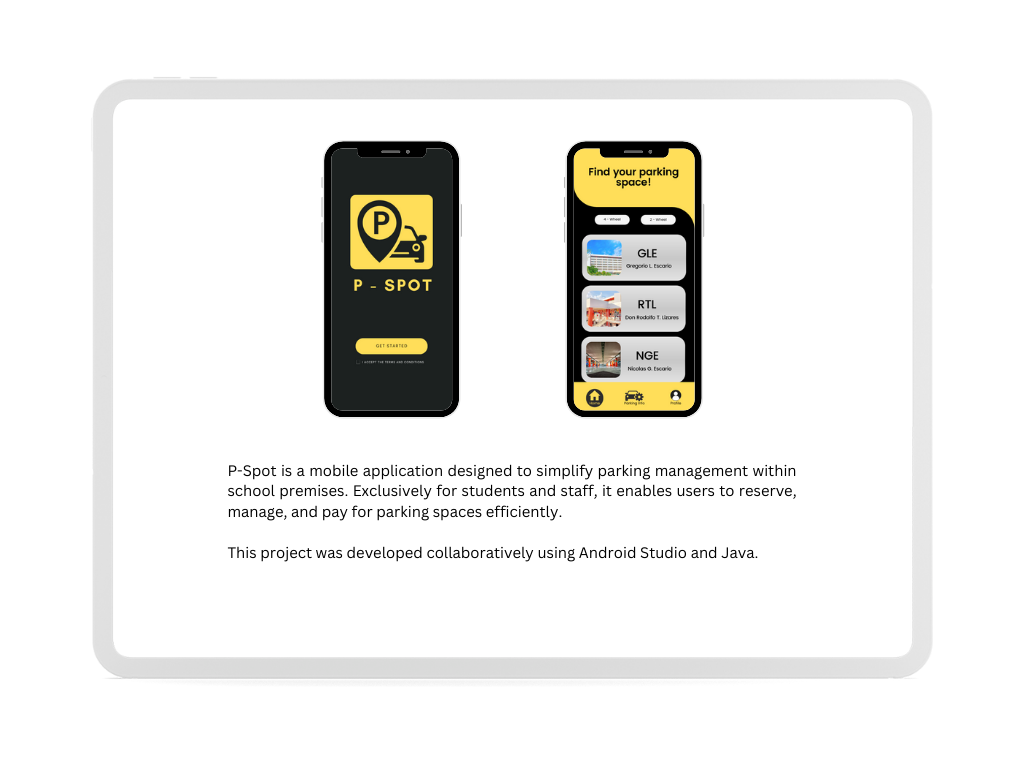 P
P - SPOT
GET STARTED
I ACCEPT THE TERMS AND CONDITIONS
Find your parking
space!
4 - Wheel
2 - Wheel
GLE
Gregorio L. Escario
RTL
Don Rodolfo T. Lizares
NGE
Nicolas G. Escario
Home
Parking Info
Profile
P-Spot is a mobile application designed to simplify parking management within
school premises. Exclusively for students and staff, it enables users to reserve,
manage, and pay for parking spaces efficiently.
This project was developed collaboratively using Android Studio and Java.